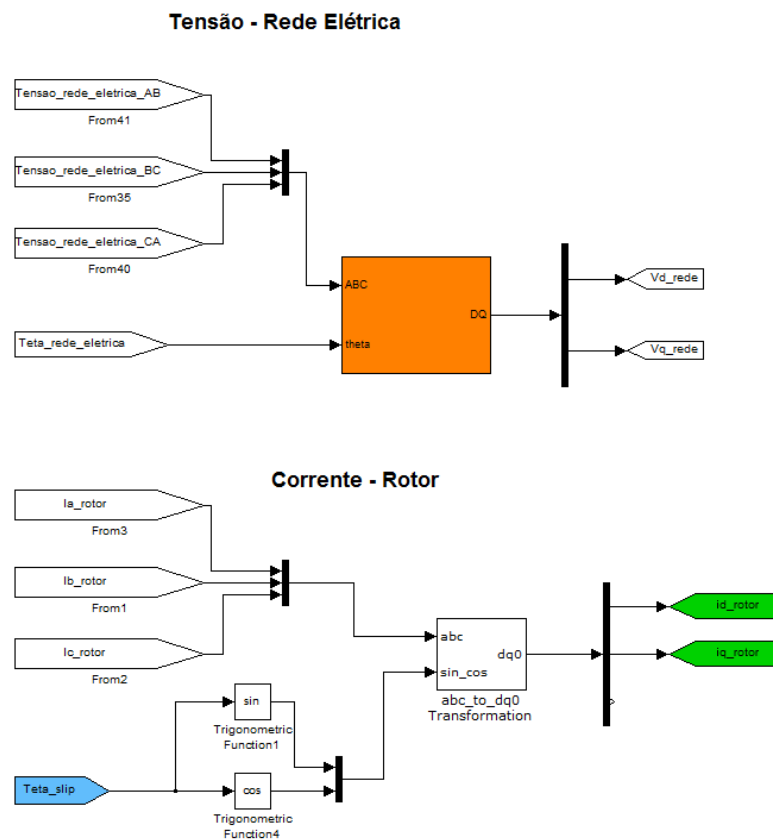 Tensão - Rede Elétrica
Tensao_rede_eletrica_AB
From41
Tensao_rede_eletrica_BC
From35
Tensao_rede_eletrica_CA
From40
Teta_rede_eletrica
ABC
theta
DQ
Vd_rede
Vq_rede
Corrente - Rotor
Ia_rotor
From3
Ib_rotor
From1
Ic_rotor
From2
Teta_slip
sin
Trigonometric
Function1
cos
Trigonometric
Function4
abc
sin_cos
dq0
abc_to_dq0
Transformation
id_rotor
iq_rotor